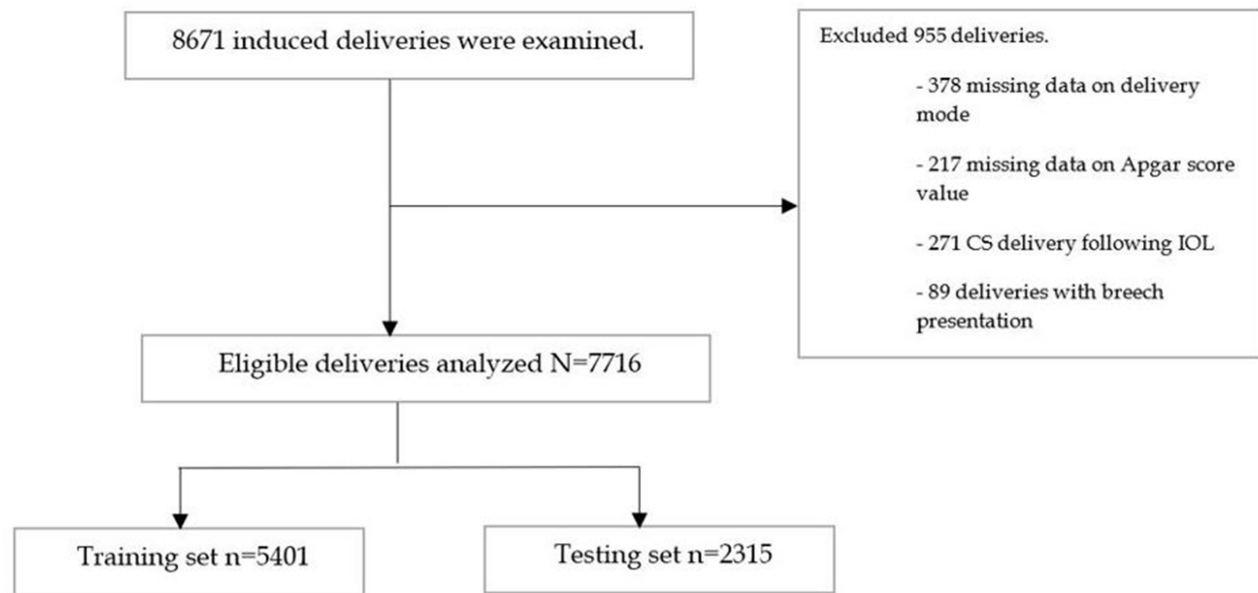 8671 induced deliveries were examined.
Excluded 955 deliveries.
- 378 missing data on delivery
mode
- 217 missing data on Apgar score
value
- 271 CS delivery following IOL
- 89 deliveries with breech
presentation
Eligible deliveries analyzed N=7716
Training set n=5401
Testing set n=2315